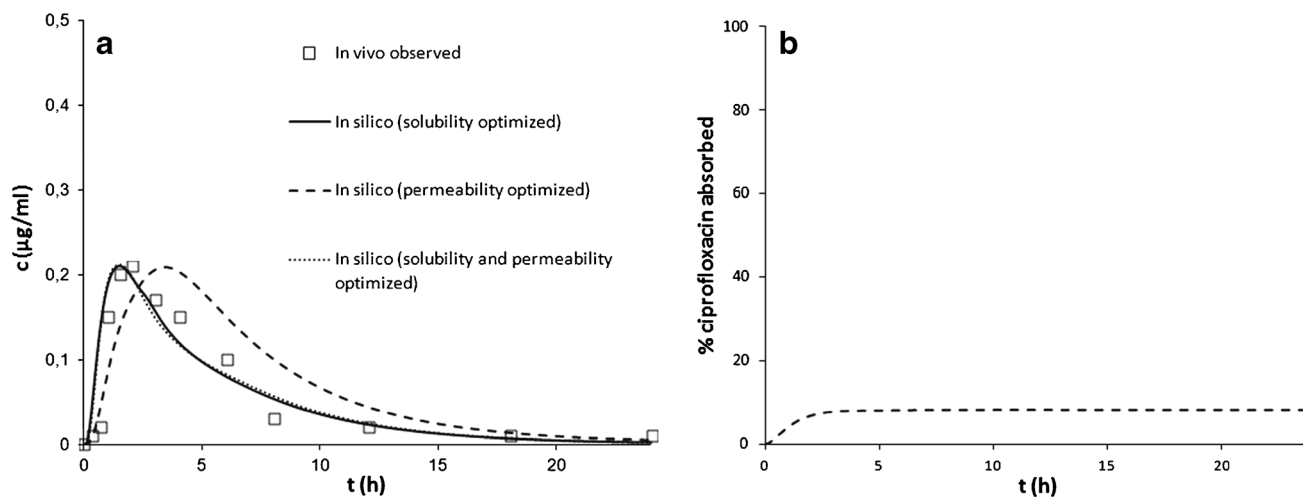 a
0,5
0,4
0,3
0,2
0,1
0
c (µg/ml)
0
5
10
15
20
t (h)
In vivo observed
In silico (solubility optimized)
In silico (permeability optimized)
In silico (solubility and permeability
optimized)
b
100
80
60
40
20
0
% ciprofloxacin absorbed
0
5
10
15
20
t (h)